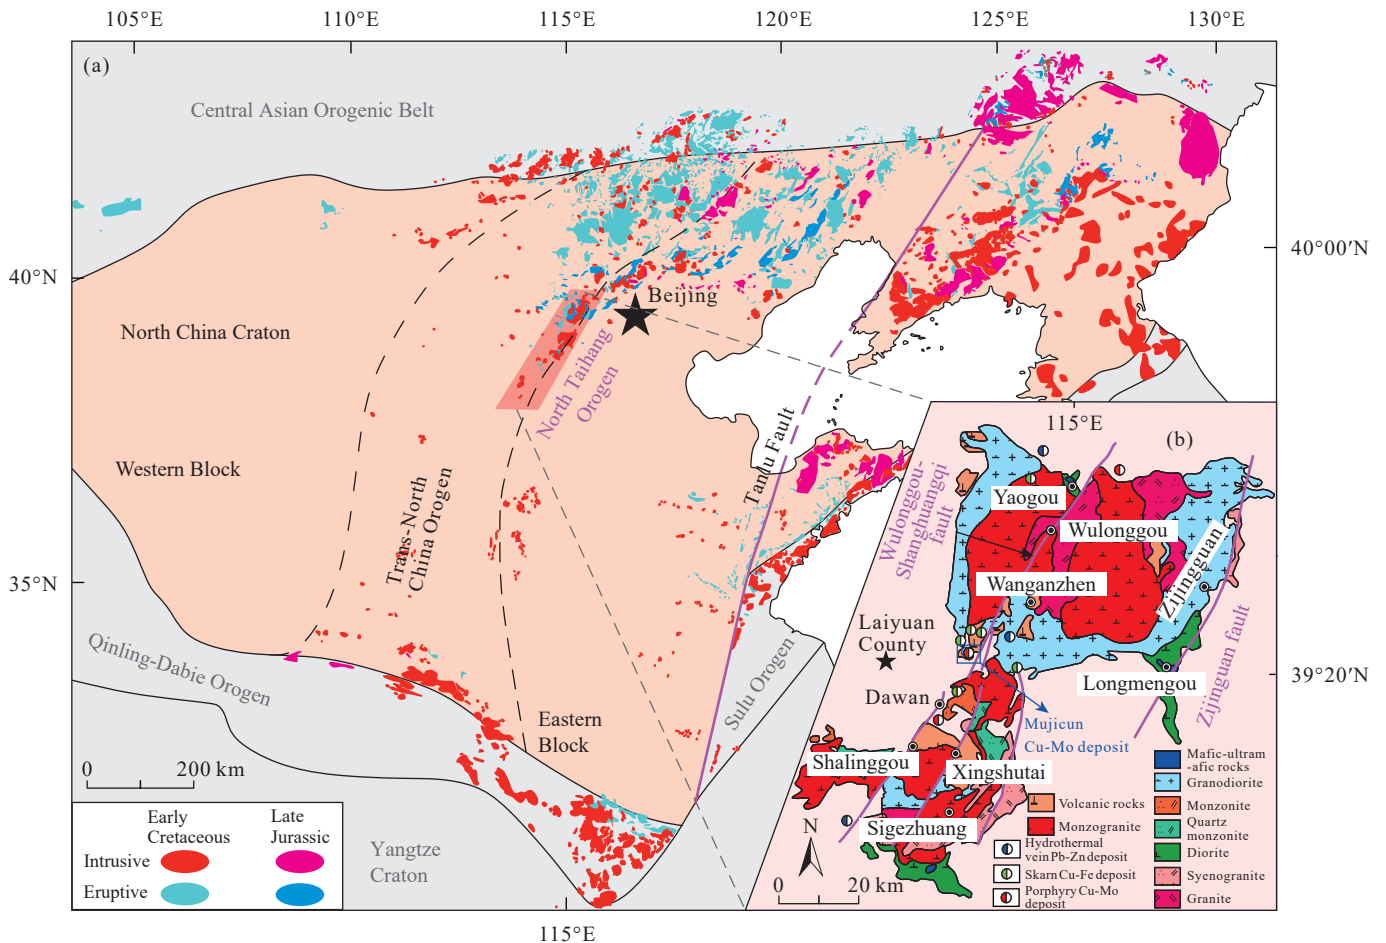 105°E
110°E
115°E
120°E
125°E
130°E
(a)
Central Asian Orogenic Belt
40°N
40°00′N
Beijing
North China Craton
North Taihang
Orogen
Western Block
Trans-North
China Orogen
Tanlu Fault
35°N
Qinling-Dabie Orogen
Eastern
Block
Sulu Orogen
0
200 km
Yangtze
Craton
Early
Cretaceous
Late
Jurassic
Intrusive
Eruptive
115°E
115°E
(b)
Wulonggou-
Shanghuangqi
fault
Yaogou
Wulonggou
Wanganzhen
Zijingguan
Laiyuan
County
Zijinguan fault
39°20′N
Longmengou
Dawan
Mujicun
Cu-Mo deposit
Shalinggou
Xingshutai
Sigezhuang
N
0
20 km
Volcanic rocks
Monzogranite
Hydrothermal
vein Pb-Zn deposit
Skarn Cu-Fe deposit
Porphyry Cu-Mo
deposit
Mafic-ultram
-afic rocks
Granodiorite
Monzonite
Quartz
monzonite
Diorite
Syenogranite
Granite